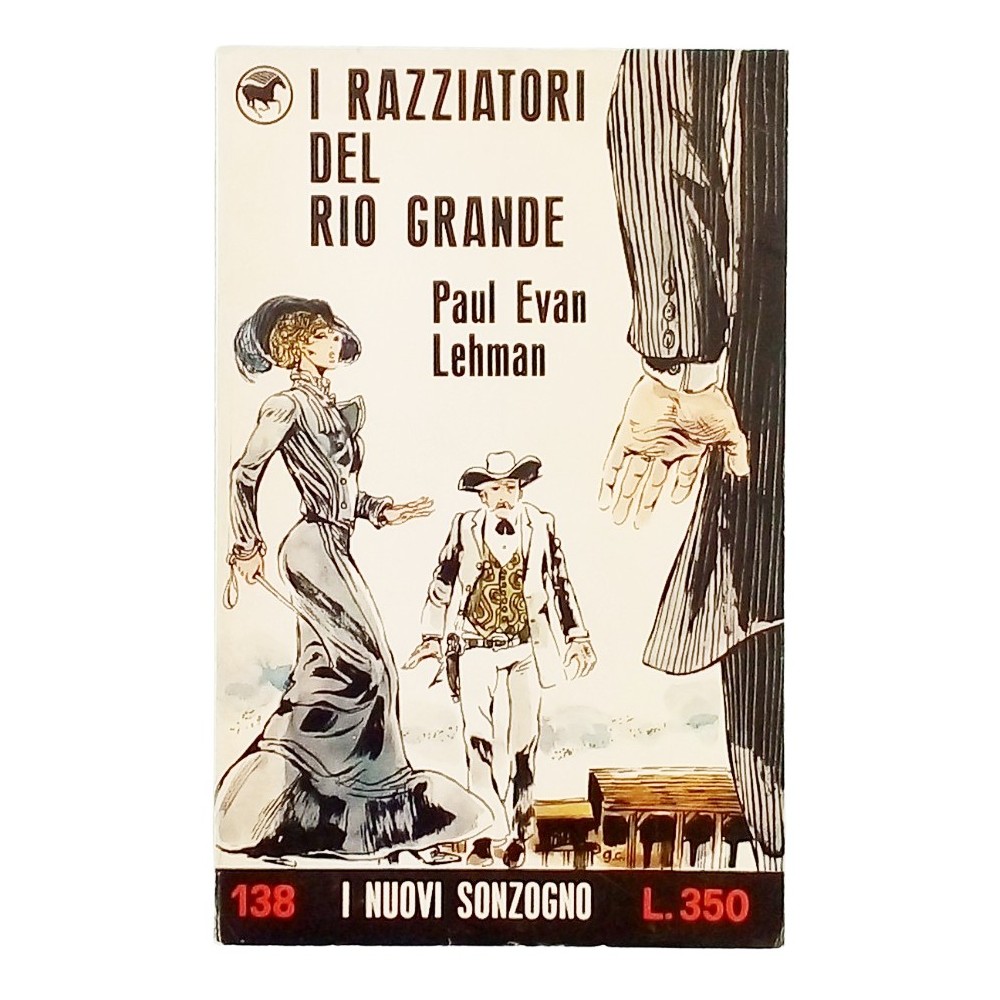 I RAZZIATORI
DEL
RIO GRANDE
Paul Evan
Lehman
g.c.
138 I NUOVI SONZOGNO L.350